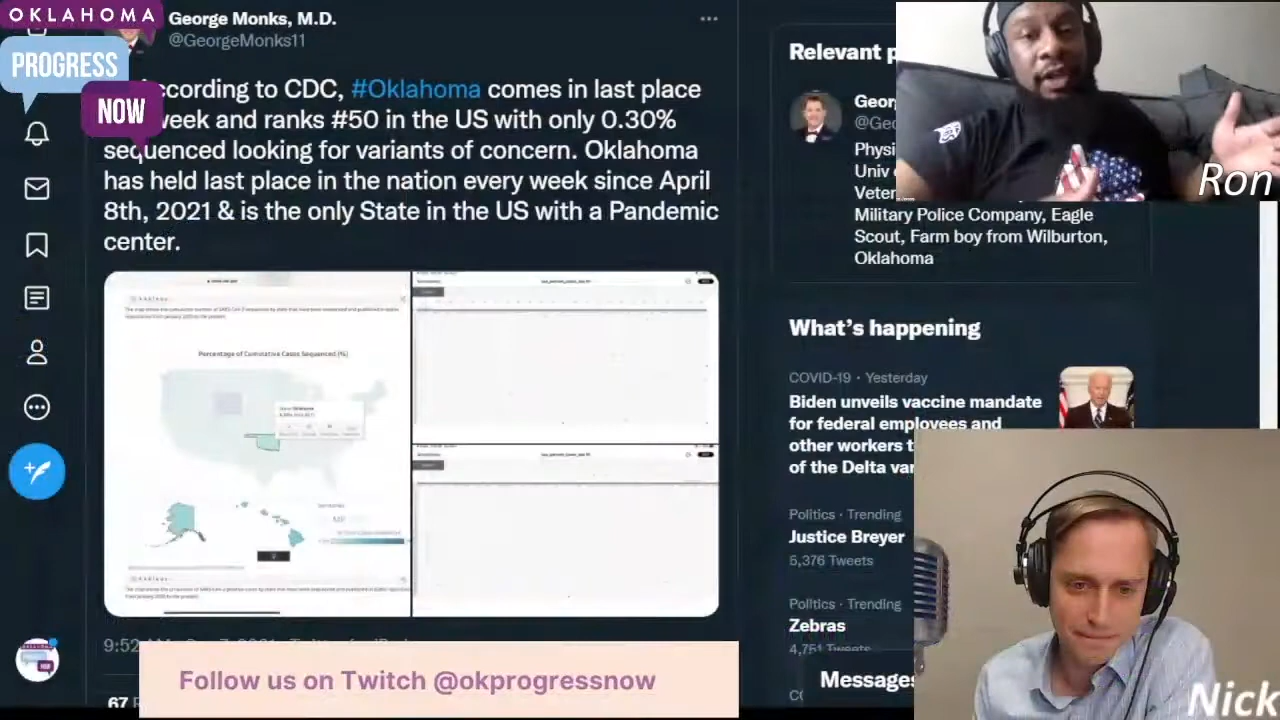 OKLAHOMA
PROGRESS
NOW
George Monks, M.D.
@GeorgeMonks11
ccording to CDC, #Oklahoma comes in last place
week and ranks #50 in the US with only 0.30%
sequenced looking for variants of concern. Oklahoma
has held last place in the nation every week since April
8th, 2021 & is the only State in the US with a Pandemic
center.
Percentage of Cumulative Cases Sequenced (%)
9:52
67
Follow us on Twitch @okprogressnow
Relevant p
Geor
@Geo
Physi
Univ
Veter
Military Police Company, Eagle
Scout, Farm boy from Wilburton,
Oklahoma
What's happening
COVID-19 · Yesterday
Biden unveils vaccine mandate
for federal employees and
other workers t
of the Delta var
Politics · Trending
Justice Breyer
5,376 Tweets
Politics · Trending
Zebras
4,751 Tweets
Messages
Ron
Nick